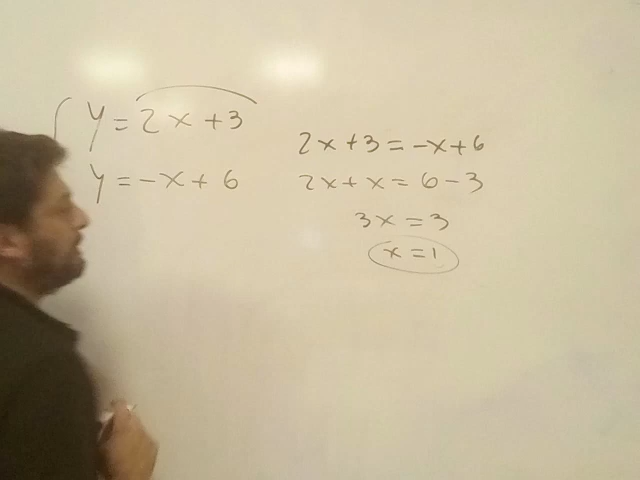 y = 2x + 3
y = -x + 6
2x + 3 = -x + 6
2x + x = 6 - 3
3x = 3
x = 1